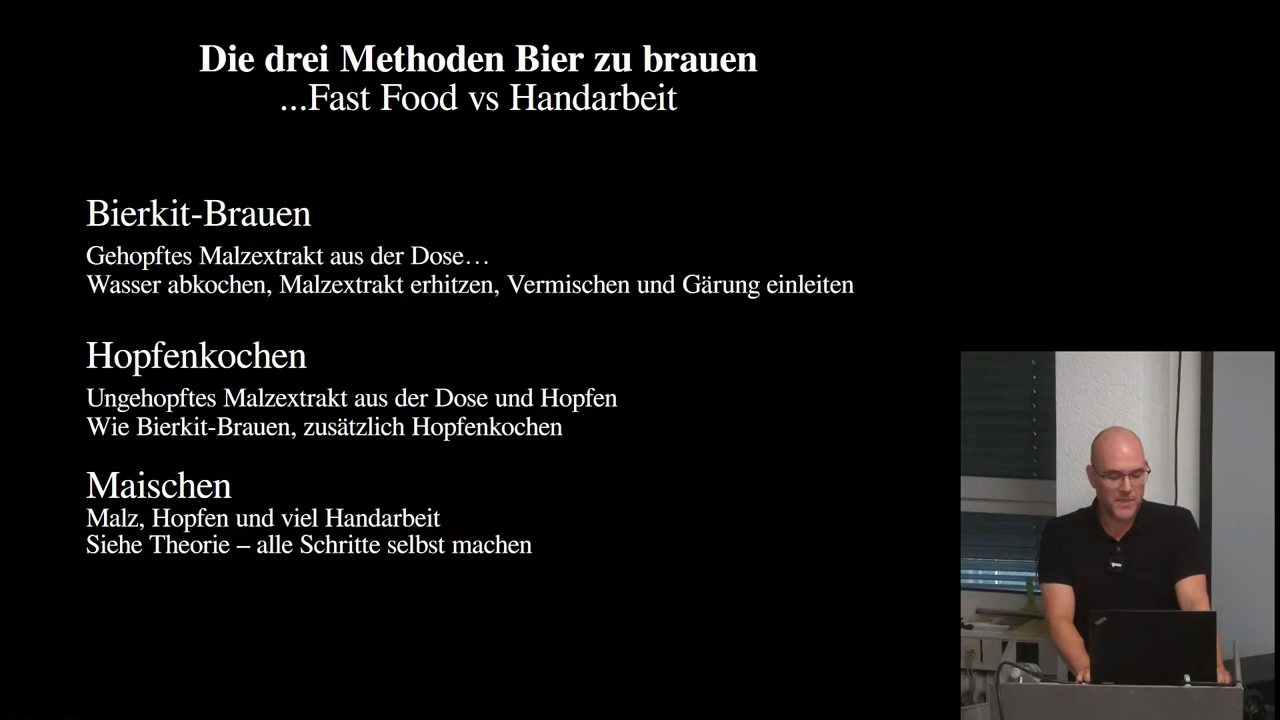 Die drei Methoden Bier zu brauen
...Fast Food vs Handarbeit
Bierkit-Brauen
Gehopftes Malzextrakt aus der Dose…
Wasser abkochen, Malzextrakt erhitzen, Vermischen und Gärung einleiten
Hopfenkochen
Ungehopftes Malzextrakt aus der Dose und Hopfen
Wie Bierkit-Brauen, zusätzlich Hopfenkochen
Maischen
Malz, Hopfen und viel Handarbeit
Siehe Theorie – alle Schritte selbst machen